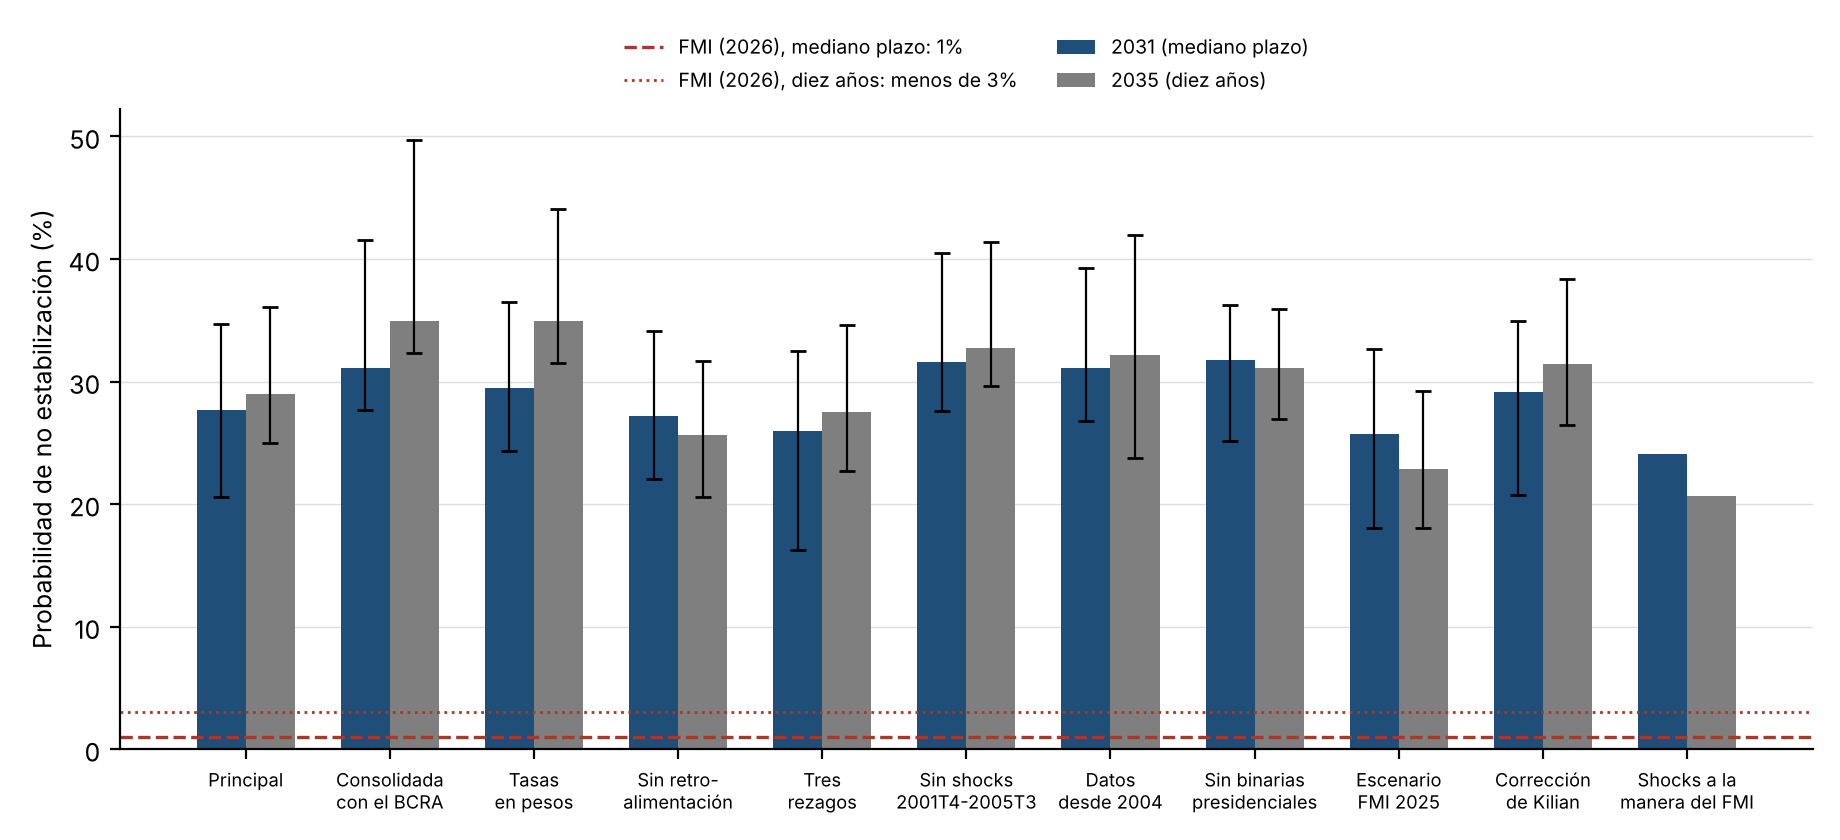 FMI (2026), mediano plazo: 1%
FMI (2026), diez años: menos de 3%
2031 (mediano plazo)
2035 (diez años)
Probabilidad de no estabilización (%)
50
40
30
20
10
0
Principal
Consolidada
con el BCRA
Tasas
en pesos
Sin retro-
alimentación
Tres
rezagos
Sin shocks
2001T4-2005T3
Datos
desde 2004
Sin binarias
presidenciales
Escenario
FMI 2025
Corrección
de Kilian
Shocks a la
manera del FMI